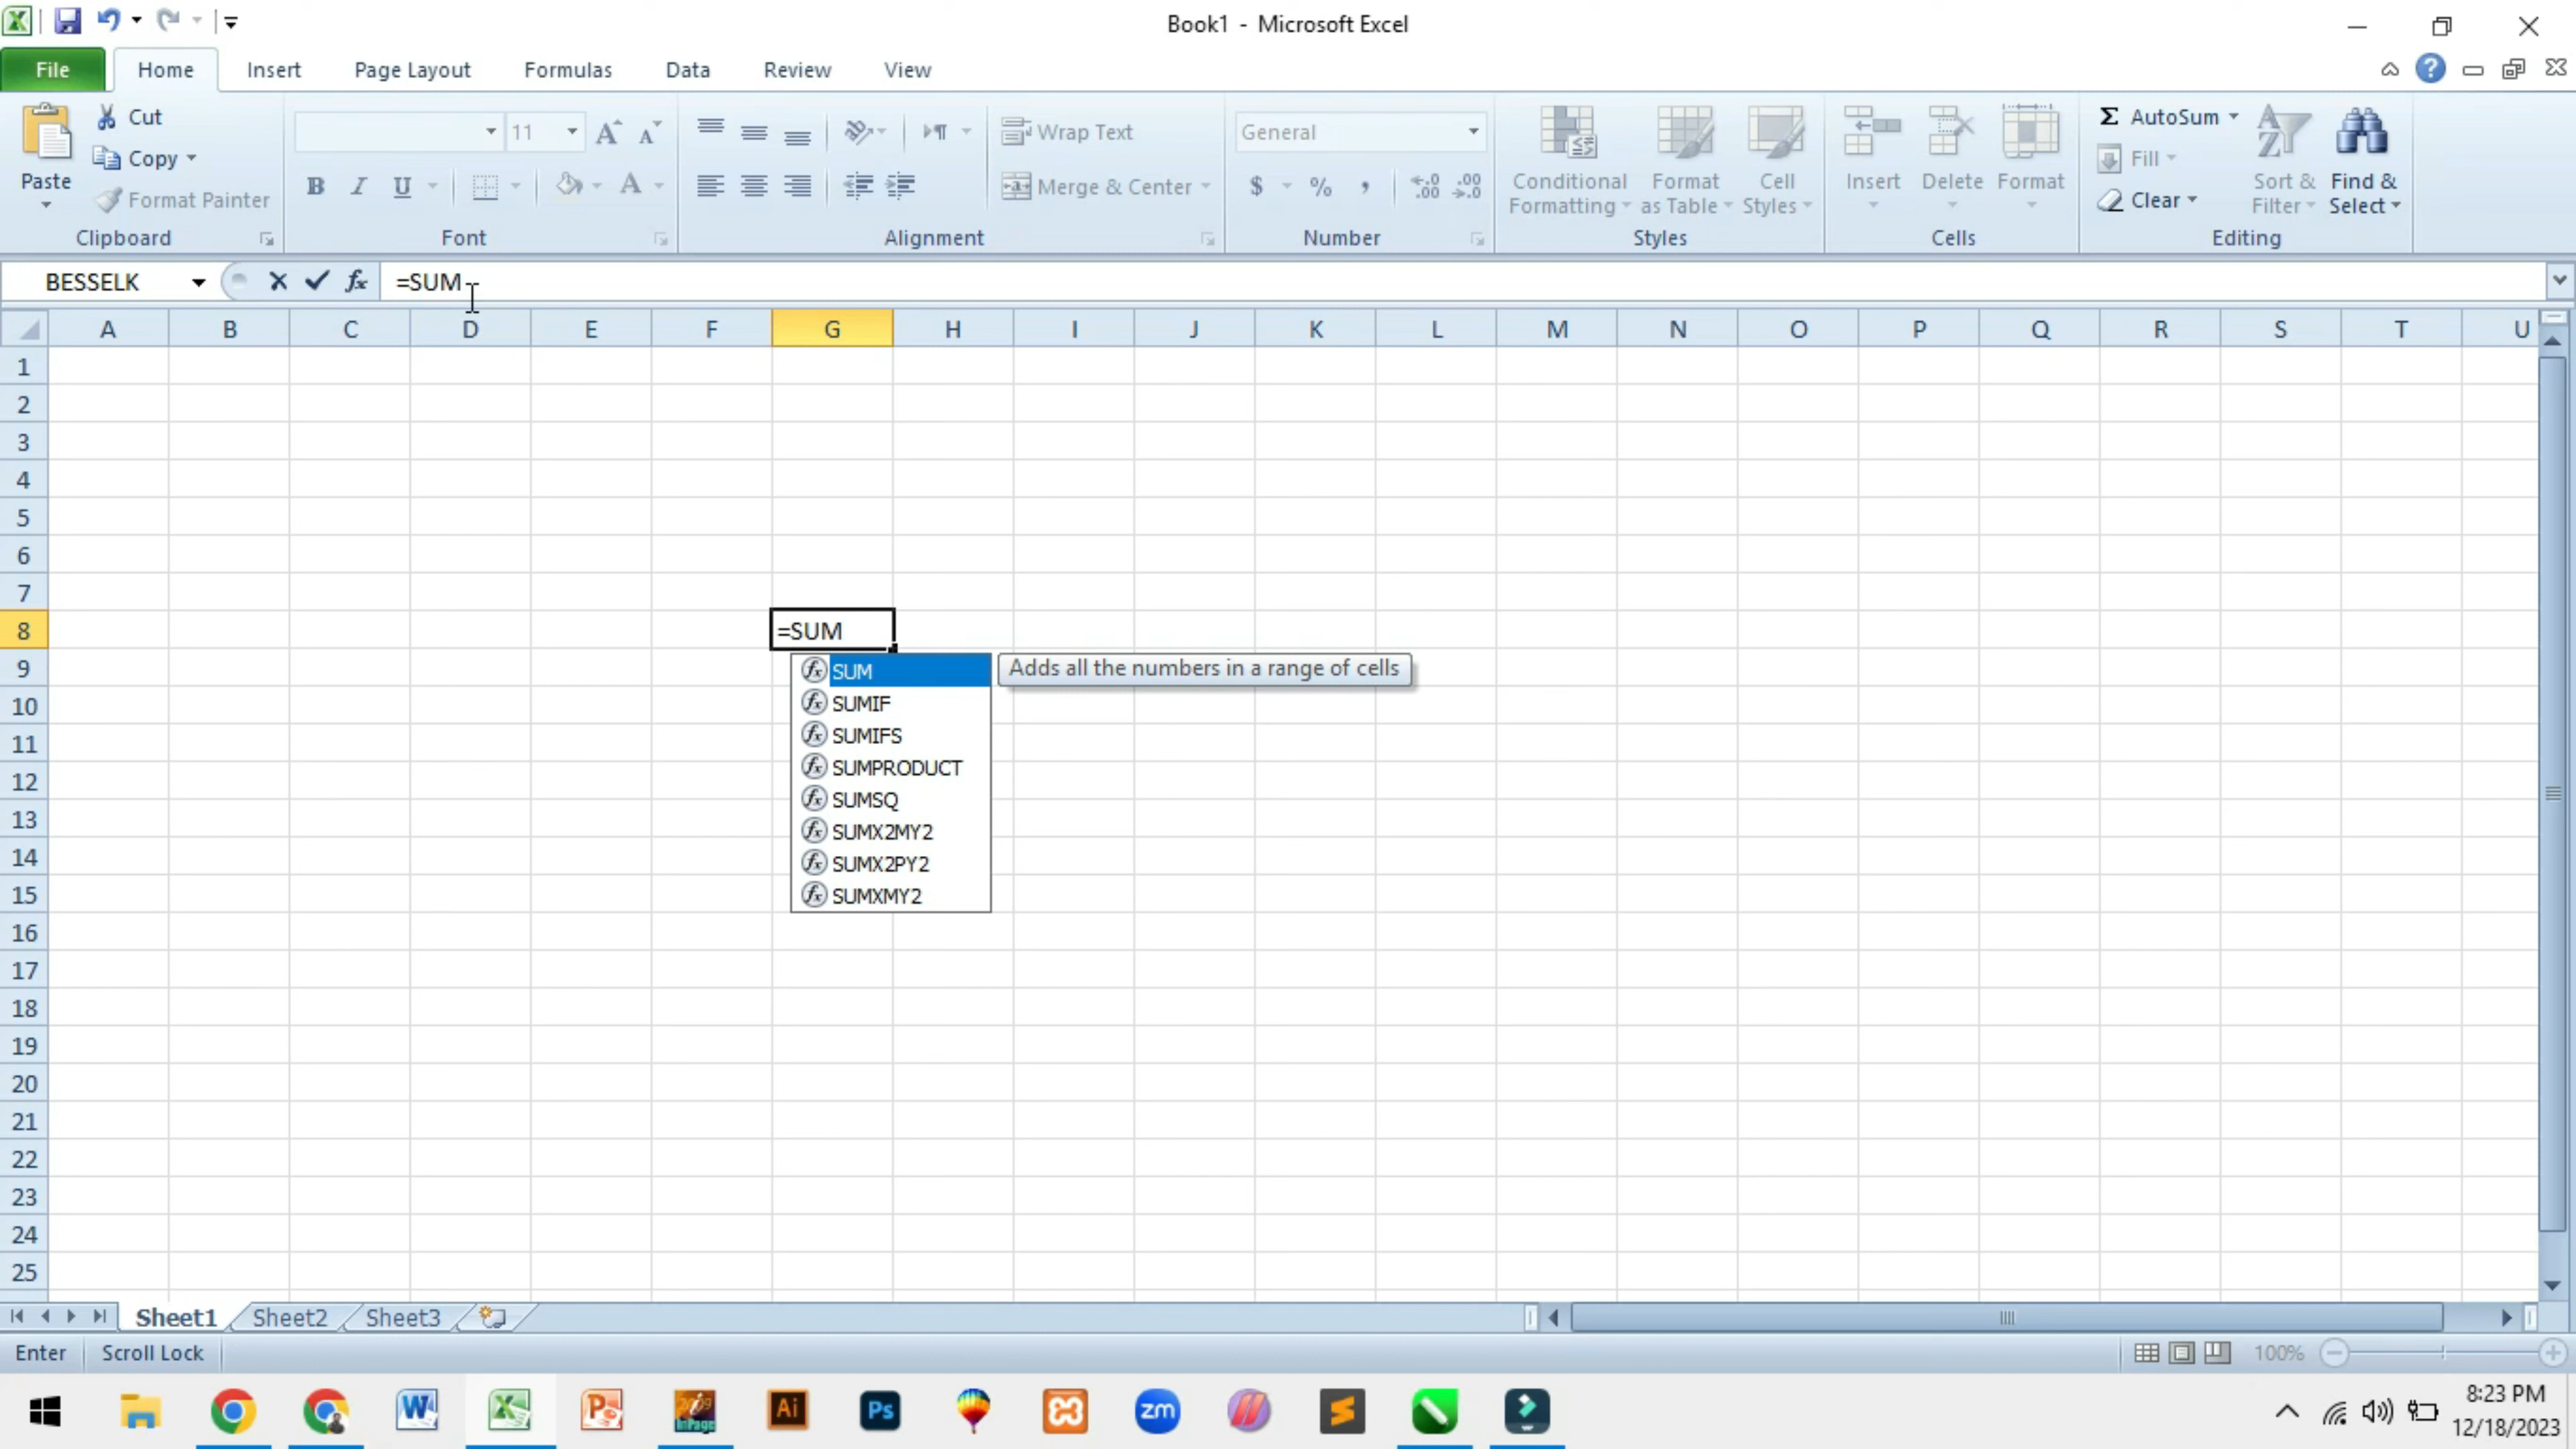 Book1 - Microsoft Excel
File Home Insert Page Layout Formulas Data Review View
Paste
Cut
Copy
Format Painter
Clipboard
11
B I U A
Font
Wrap Text
Merge & Center
Alignment
General
$ % ,
Number
Conditional Formatting
Format as Table
Cell Styles
Styles
Insert
Delete
Format
Cells
Σ AutoSum
Fill
Clear
Sort & Filter
Find & Select
Editing
BESSELK fx =SUM
A B C D E F G H I J K L M N O P Q R S T U
1
2
3
4
5
6
7
8 =SUM
9
10
11
12
13
14
15
16
17
18
19
20
21
22
23
24
25
SUM Adds all the numbers in a range of cells
SUMIF
SUMIFS
SUMPRODUCT
SUMSQ
SUMX2MY2
SUMX2PY2
SUMXMY2
Sheet1 Sheet2 Sheet3
Enter Scroll Lock 100%
Ai Ps zm
8:23 PM
12/18/2023